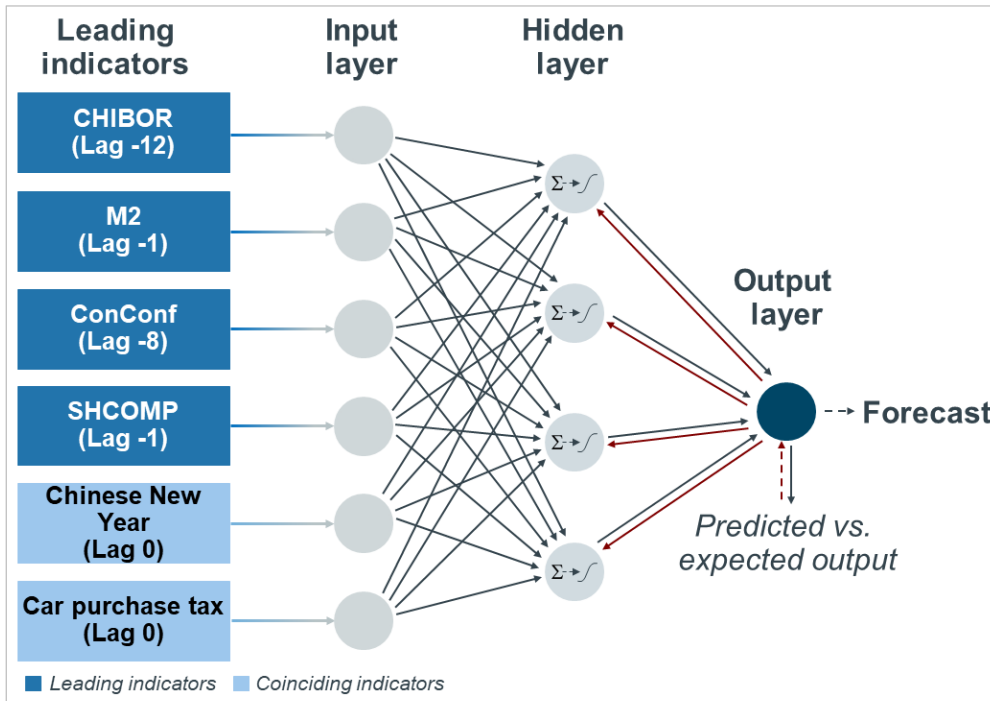 Leading
indicators
Input
layer
Hidden
layer
CHIBOR
(Lag -12)
M2
(Lag -1)
ConConf
(Lag -8)
SHCOMP
(Lag -1)
Chinese New
Year
(Lag 0)
Car purchase tax
(Lag 0)
Σ
Σ
Σ
Σ
Output
layer
Forecast
Predicted vs.
expected output
Leading indicators Coinciding indicators